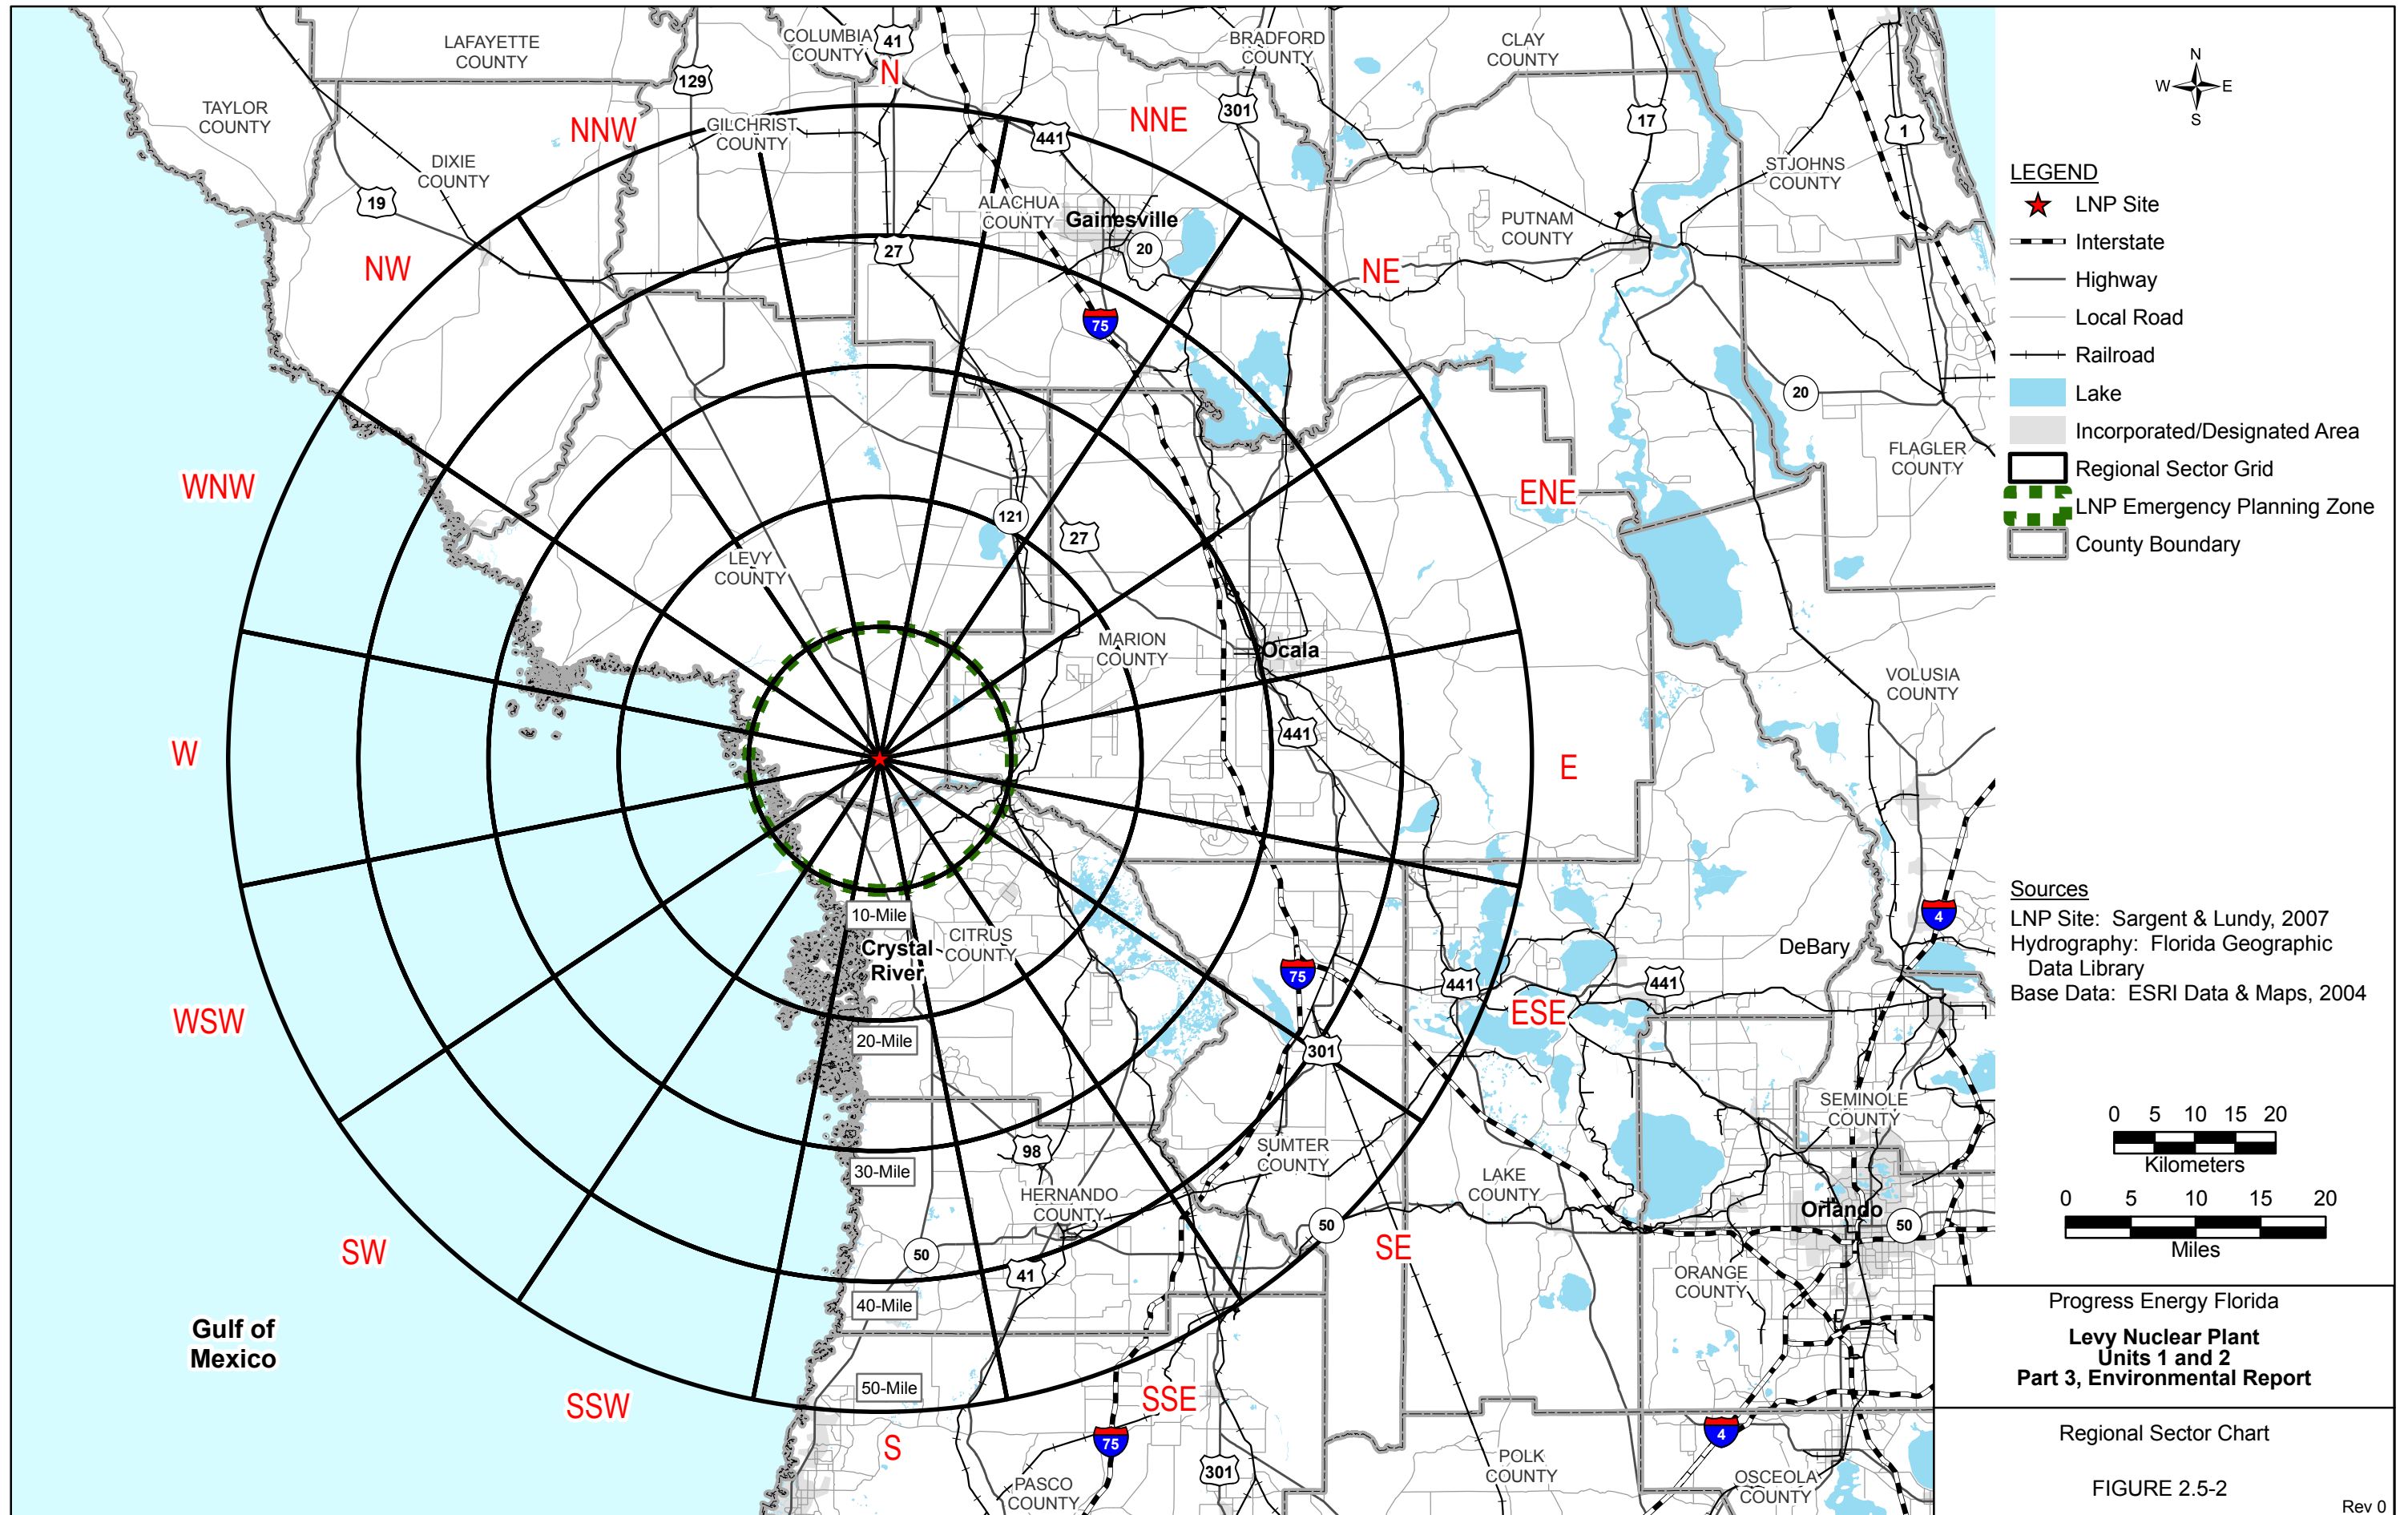 LAFAYETTE
COUNTY
COLUMBIA
COUNTY
41
N
BRADFORD
COUNTY
CLAY
COUNTY
129
TAYLOR
COUNTY
NNW
GILCHRIST
COUNTY
441
NNE
301
17
1
DIXIE
COUNTY
19
STJOHNS
COUNTY
ALACHUA
COUNTY
Gainesville
20
PUTNAM
COUNTY
27
NW
NE
75
20
FLAGLER
COUNTY
WNW
ENE
121
27
LEVY
COUNTY
MARION
COUNTY
Ocala
VOLUSIA
COUNTY
W
441
E
10-Mile
Crystal
River
CITRUS
COUNTY
4
DeBary
75
441
441
WSW
ESE
20-Mile
301
SEMINOLE
COUNTY
98
SUMTER
COUNTY
30-Mile
LAKE
COUNTY
HERNANDO
COUNTY
Orlando
50
50
50
SW
SE
41
ORANGE
COUNTY
40-Mile
Gulf of
Mexico
50-Mile
SSW
SSE
S
75
4
301
POLK
COUNTY
PASCO
COUNTY
OSCEOLA
COUNTY
N
W
E
S
LEGEND
LNP Site
Interstate
Highway
Local Road
Railroad
Lake
Incorporated/Designated Area
Regional Sector Grid
LNP Emergency Planning Zone
County Boundary
Sources
LNP Site: Sargent & Lundy, 2007
Hydrography: Florida Geographic
Data Library
Base Data: ESRI Data & Maps, 2004
0 5 10 15 20
Kilometers
0 5 10 15 20
Miles
Progress Energy Florida
Levy Nuclear Plant
Units 1 and 2
Part 3, Environmental Report
Regional Sector Chart
FIGURE 2.5-2
Rev 0